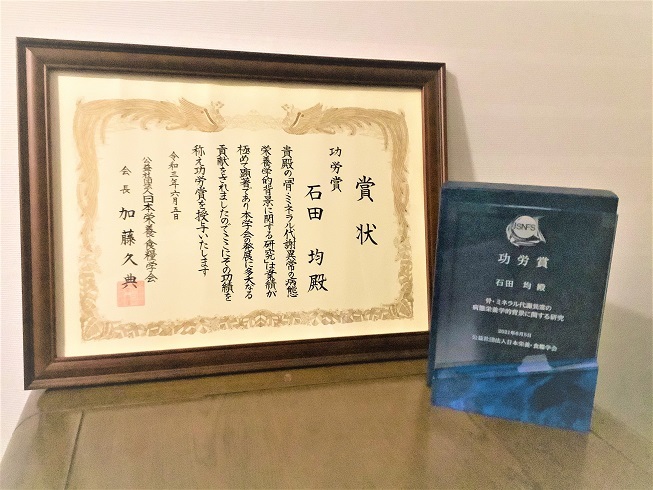 賞状
功労賞
石田 均殿
貴殿の「骨・ミネラル代謝異常の病態
栄養学的背景に関する研究」は業績が
極めて顕著であり本学会の発展に多大なる
貢献をされましたのでここにその功績を
称え功労賞を授与いたします
令和三年六月五日
公益社団法人日本栄養・食糧学会
会長 加藤久典
JSNFS
功労賞
石田 均 殿
骨・ミネラル代謝異常の
病態栄養学的背景に関する研究
2021年6月5日
公益社団法人日本栄養・食糧学会